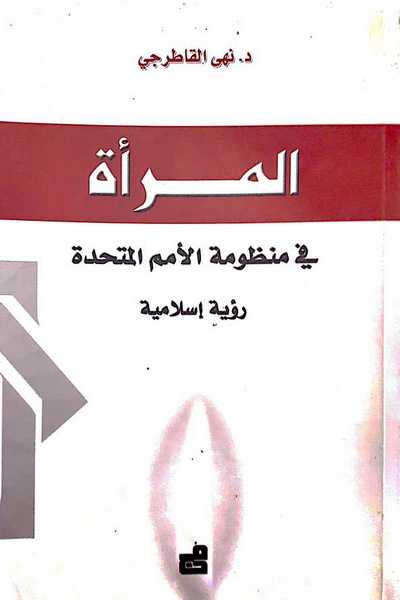 د. نهى القاطرجي
المرأة
في منظومة الأمم المتحدة
رؤية إسلامية